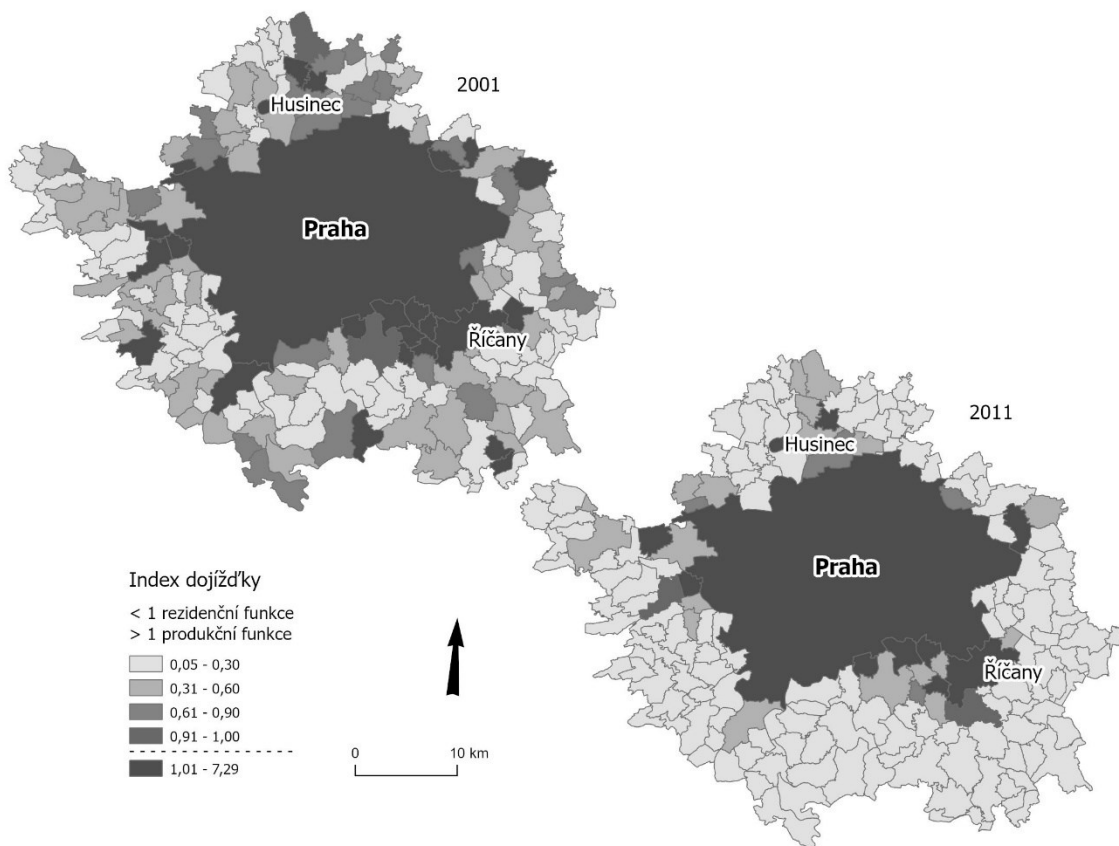 2001
Husinec
Praha
Říčany
2011
Husinec
Praha
Říčany
Index dojížďky
< 1 rezidenční funkce
> 1 produkční funkce
0,05 - 0,30
0,31 - 0,60
0,61 - 0,90
0,91 - 1,00
1,01 - 7,29
0 10 km